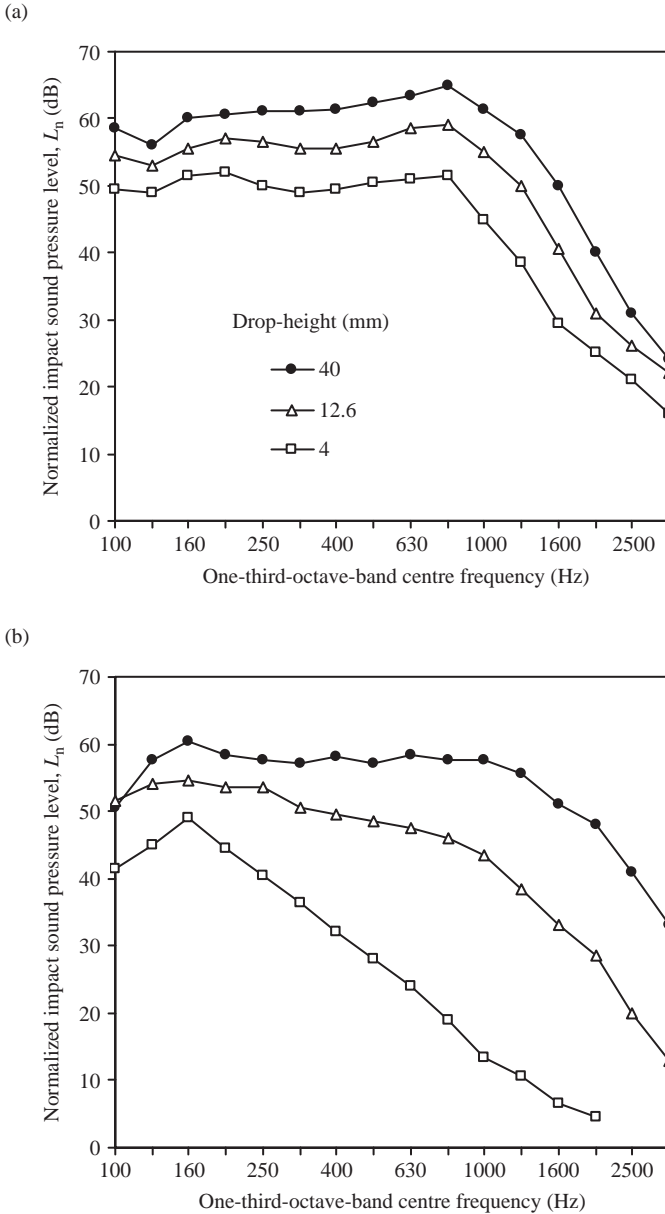 (a)
70
60
50
40
30
20
10
0
Normalized impact sound pressure level, Ln (dB)
Drop-height (mm)
40
12.6
4
100 160 250 400 630 1000 1600 2500
One-third-octave-band centre frequency (Hz)
(b)
70
60
50
40
30
20
10
0
Normalized impact sound pressure level, Ln (dB)
100 160 250 400 630 1000 1600 2500
One-third-octave-band centre frequency (Hz)